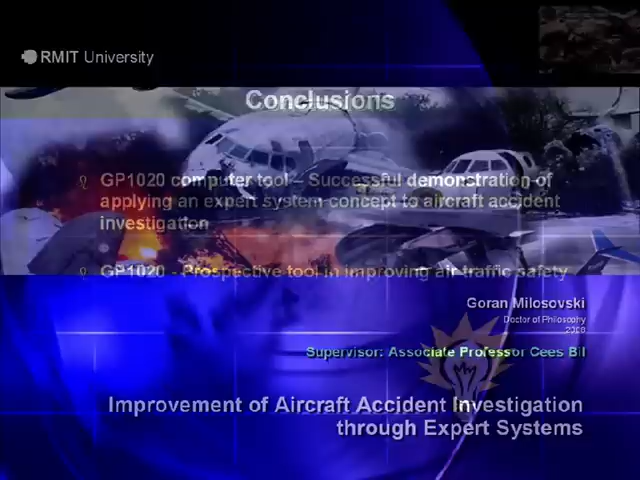 RMIT University
Conclusions
GP1020 computer tool - Successful demonstration of
applying an expert system concept to aircraft accident
investigation
GP1020 - Prospective tool in improving air traffic safety
Goran Milosovski
Doctor of Philosophy
2008
Supervisor: Associate Professor Cees Bil
Improvement of Aircraft Accident Investigation
through Expert Systems